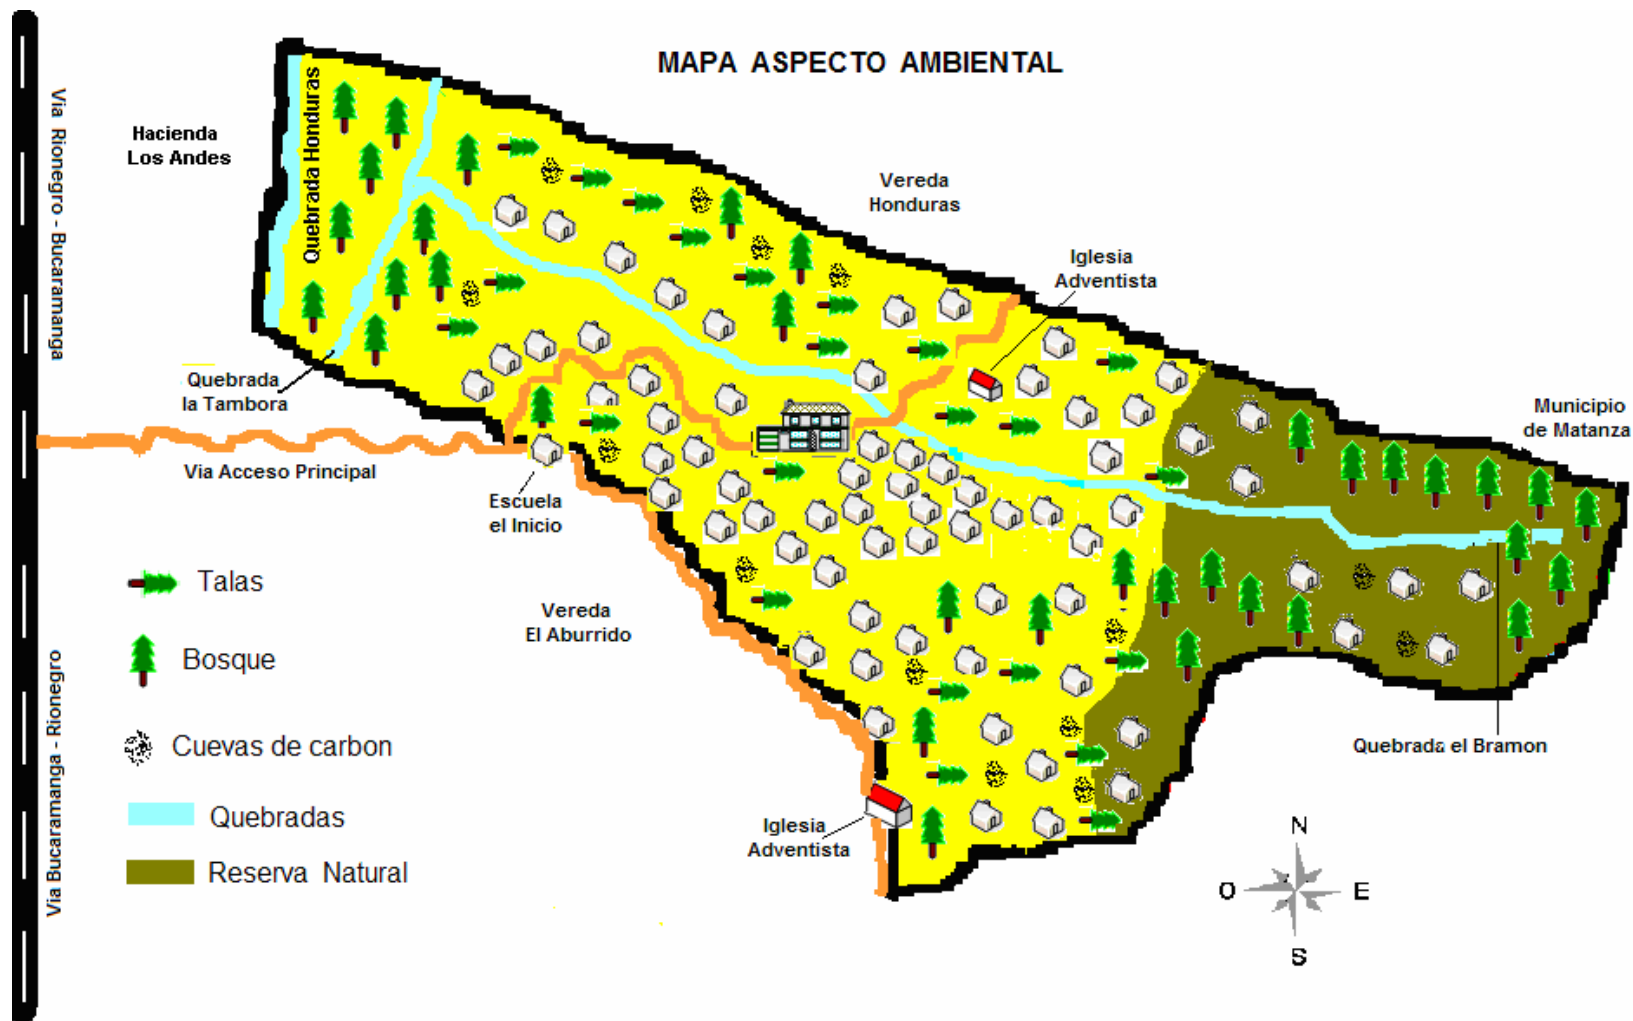 MAPA ASPECTO AMBIENTAL
Via Rionegro - Bucaramanga
Hacienda
Los Andes
Quebrada Honduras
Vereda
Honduras
Iglesia
Adventista
Quebrada
la Tambora
Municipio
de Matanza
Via Acceso Principal
Escuela
el Inicio
Talas
Vereda
El Aburrido
Bosque
Via Bucaramanga - Rionegro
Cuevas de carbon
Quebrada el Bramon
Quebradas
Iglesia
Adventista
Reserva Natural
N
O
E
S